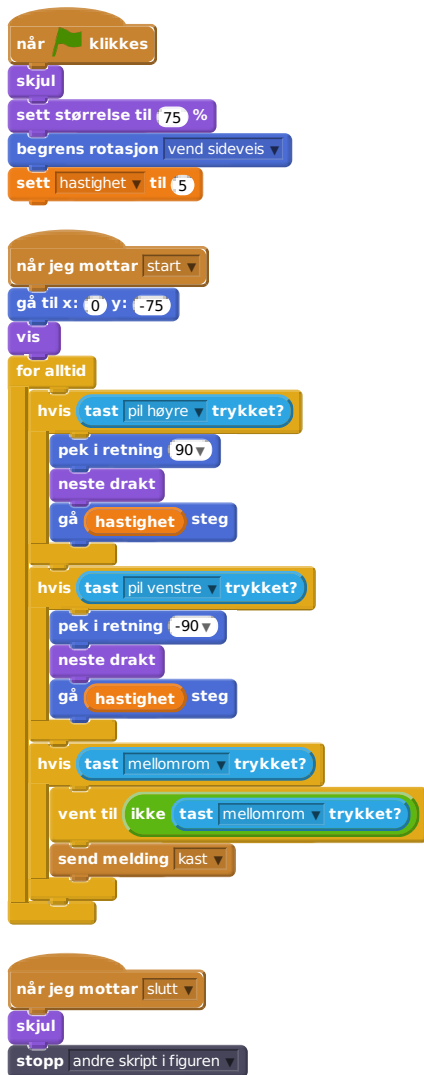 når klikkes
skjul
sett størrelse til 75 %
begrens rotasjon vend sideveis
sett hastighet til 5
når jeg mottar start
gå til x: 0 y: -75
vis
for alltid
hvis tast pil høyre trykket?
pek i retning 90
neste drakt
gå hastighet steg
hvis tast pil venstre trykket?
pek i retning -90
neste drakt
gå hastighet steg
hvis tast mellomrom trykket?
vent til ikke tast mellomrom trykket?
send melding kast
når jeg mottar slutt
skjul
stopp andre skript i figuren